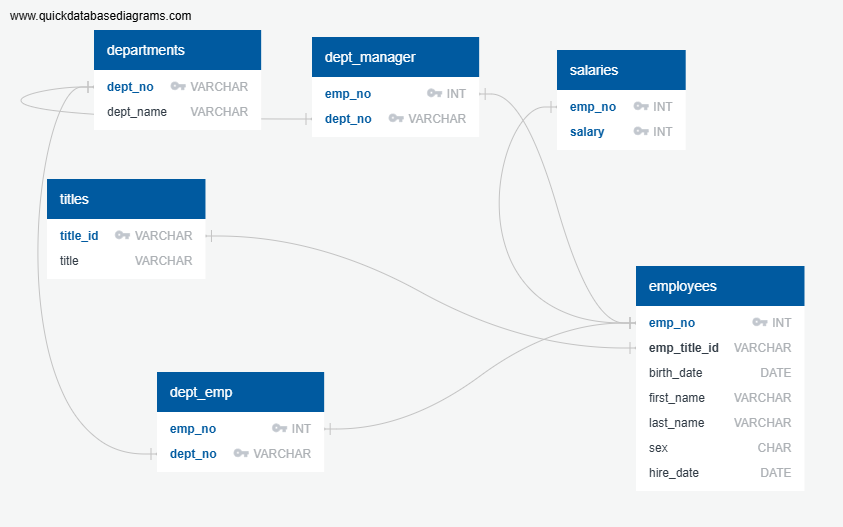 www.quickdatabasediagrams.com
departments
dept_no VARCHAR
dept_name VARCHAR
dept_manager
emp_no INT
dept_no VARCHAR
salaries
emp_no INT
salary INT
titles
title_id VARCHAR
title VARCHAR
employees
emp_no INT
emp_title_id VARCHAR
birth_date DATE
first_name VARCHAR
last_name VARCHAR
sex CHAR
hire_date DATE
dept_emp
emp_no INT
dept_no VARCHAR